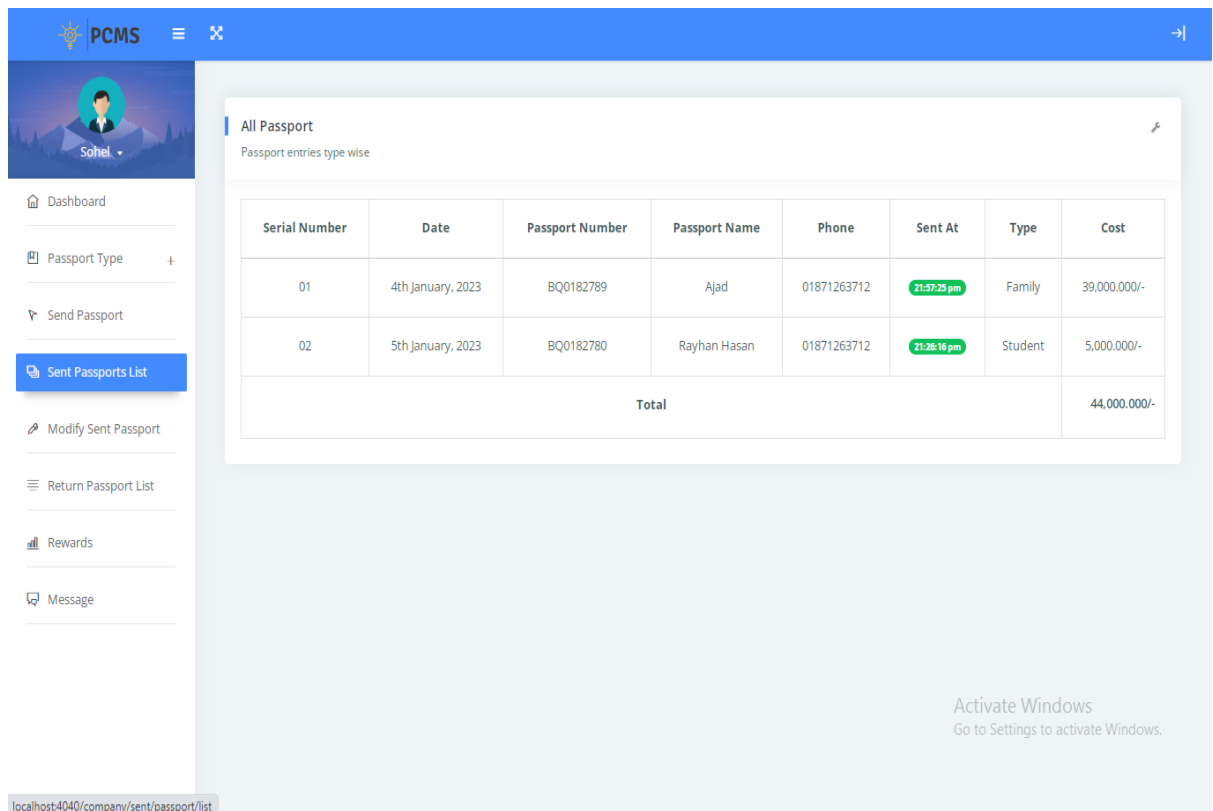 PCMS
Sohel
Dashboard
Passport Type +
Send Passport
Sent Passports List
Modify Sent Passport
Return Passport List
Rewards
Message
All Passport
Passport entries type wise
Serial Number Date Passport Number Passport Name Phone Sent At Type Cost
01 4th January, 2023 BQ0182789 Ajad 01871263712 21:57:25 pm Family 39,000.000/-
02 5th January, 2023 BQ0182780 Rayhan Hasan 01871263712 21:26:16 pm Student 5,000.000/-
Total 44,000.000/-
Activate Windows
Go to Settings to activate Windows.
localhost:4040/company/sent/passport/list